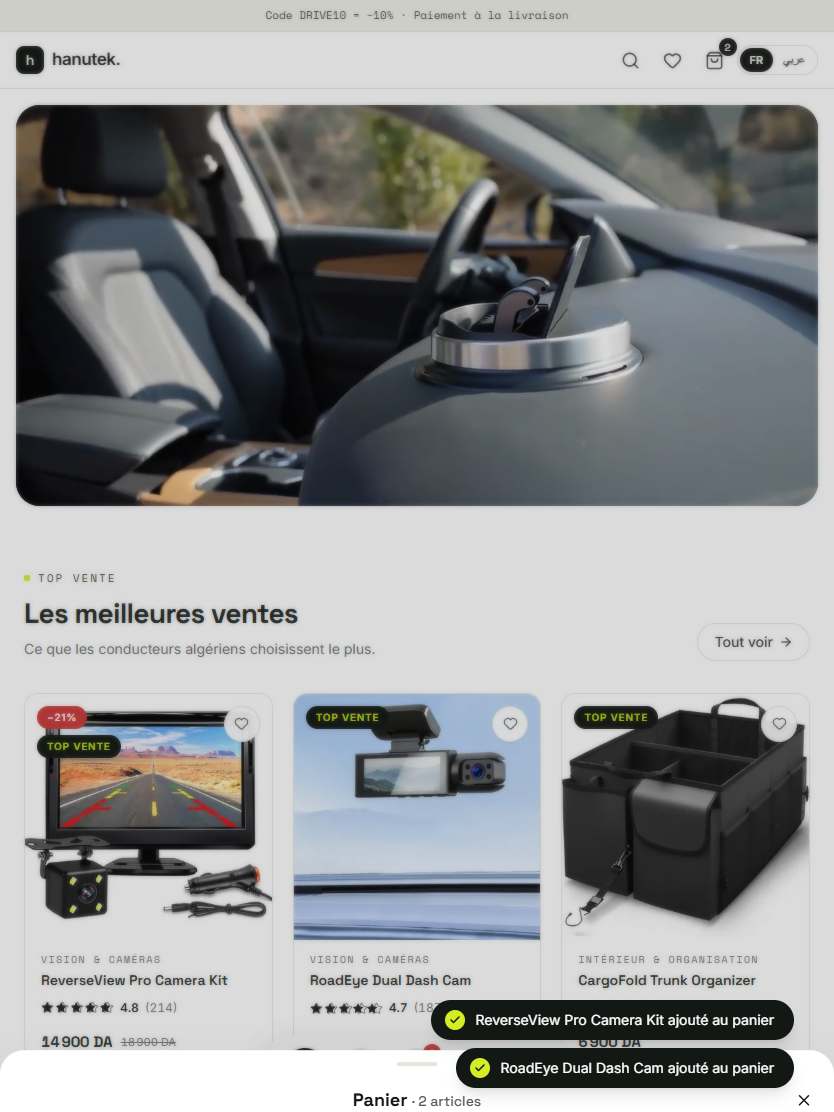 Code DRIVE10 = −10% · Paiement à la livraison
h hanutek.
2
FR عربي
TOP VENTE
Les meilleures ventes
Ce que les conducteurs algériens choisissent le plus.
Tout voir →
−21%
TOP VENTE
TOP VENTE
TOP VENTE
VISION & CAMÉRAS
ReverseView Pro Camera Kit
4.8 (214)
14 900 DA 18 900 DA
VISION & CAMÉRAS
RoadEye Dual Dash Cam
4.7 (187
INTÉRIEUR & ORGANISATION
CargoFold Trunk Organizer
6 900 DA
ReverseView Pro Camera Kit ajouté au panier
RoadEye Dual Dash Cam ajouté au panier
Panier · 2 articles